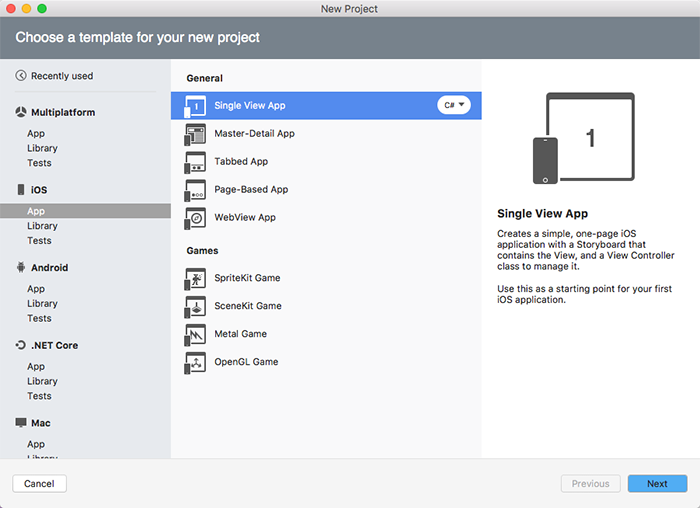 New Project
Choose a template for your new project
Recently used
Multiplatform
App
Library
Tests
iOS
App
Library
Tests
Android
App
Library
Tests
.NET Core
App
Library
Tests
Mac
App
Library
General
Single View App
C#
Master-Detail App
Tabbed App
Page-Based App
WebView App
Games
SpriteKit Game
SceneKit Game
Metal Game
OpenGL Game
1
Single View App
Creates a simple, one-page iOS
application with a Storyboard that
contains the View, and a View Controller
class to manage it.
Use this as a starting point for your first
iOS application.
Cancel
Previous
Next